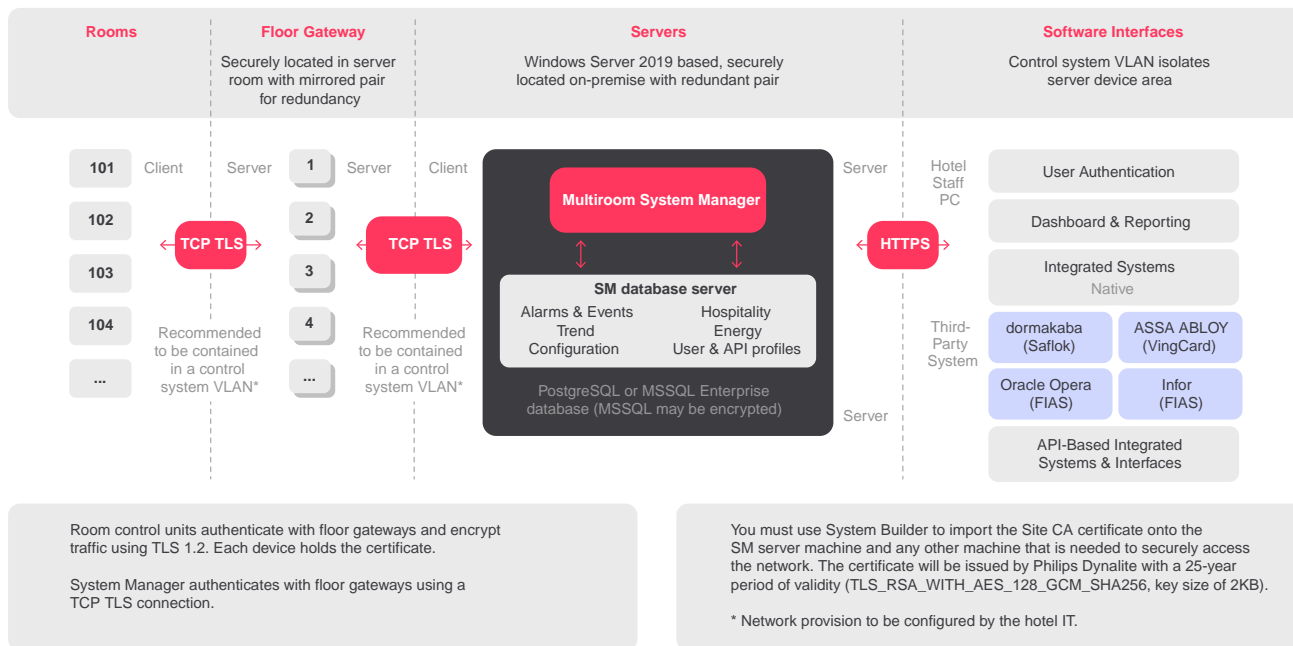 Rooms
Floor Gateway
Securely located in server
room with mirrored pair
for redundancy
Servers
Windows Server 2019 based, securely
located on-premise with redundant pair
Software Interfaces
Control system VLAN isolates
server device area
101
102
103
104
...
Client
Server
TCP TLS
Recommended
to be contained
in a control
system VLAN*
1
2
3
4
...
Server
Client
TCP TLS
Recommended
to be contained
in a control
system VLAN*
Multiroom System Manager
SM database server
Alarms & Events
Trend
Configuration
Hospitality
Energy
User & API profiles
PostgreSQL or MSSQL Enterprise
database (MSSQL may be encrypted)
Server
HTTPS
Server
Hotel
Staff
PC
Third-
Party
System
User Authentication
Dashboard & Reporting
Integrated Systems
Native
dormakaba
(Saflok)
ASSA ABLOY
(VingCard)
Oracle Opera
(FIAS)
Infor
(FIAS)
API-Based Integrated
Systems & Interfaces
Room control units authenticate with floor gateways and encrypt
traffic using TLS 1.2. Each device holds the certificate.
System Manager authenticates with floor gateways using a
TCP TLS connection.
You must use System Builder to import the Site CA certificate onto the
SM server machine and any other machine that is needed to securely access
the network. The certificate will be issued by Philips Dynalite with a 25-year
period of validity (TLS_RSA_WITH_AES_128_GCM_SHA256, key size of 2KB).
* Network provision to be configured by the hotel IT.